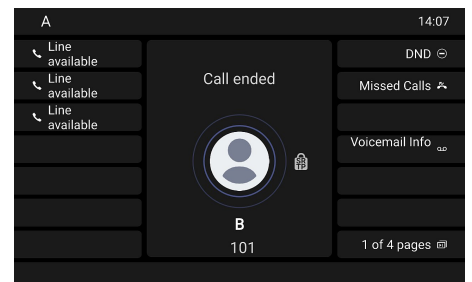 A
14:07
Line
available
Line
available
Line
available
Call ended
SRTP
B
101
DND
Missed Calls
Voicemail Info
1 of 4 pages